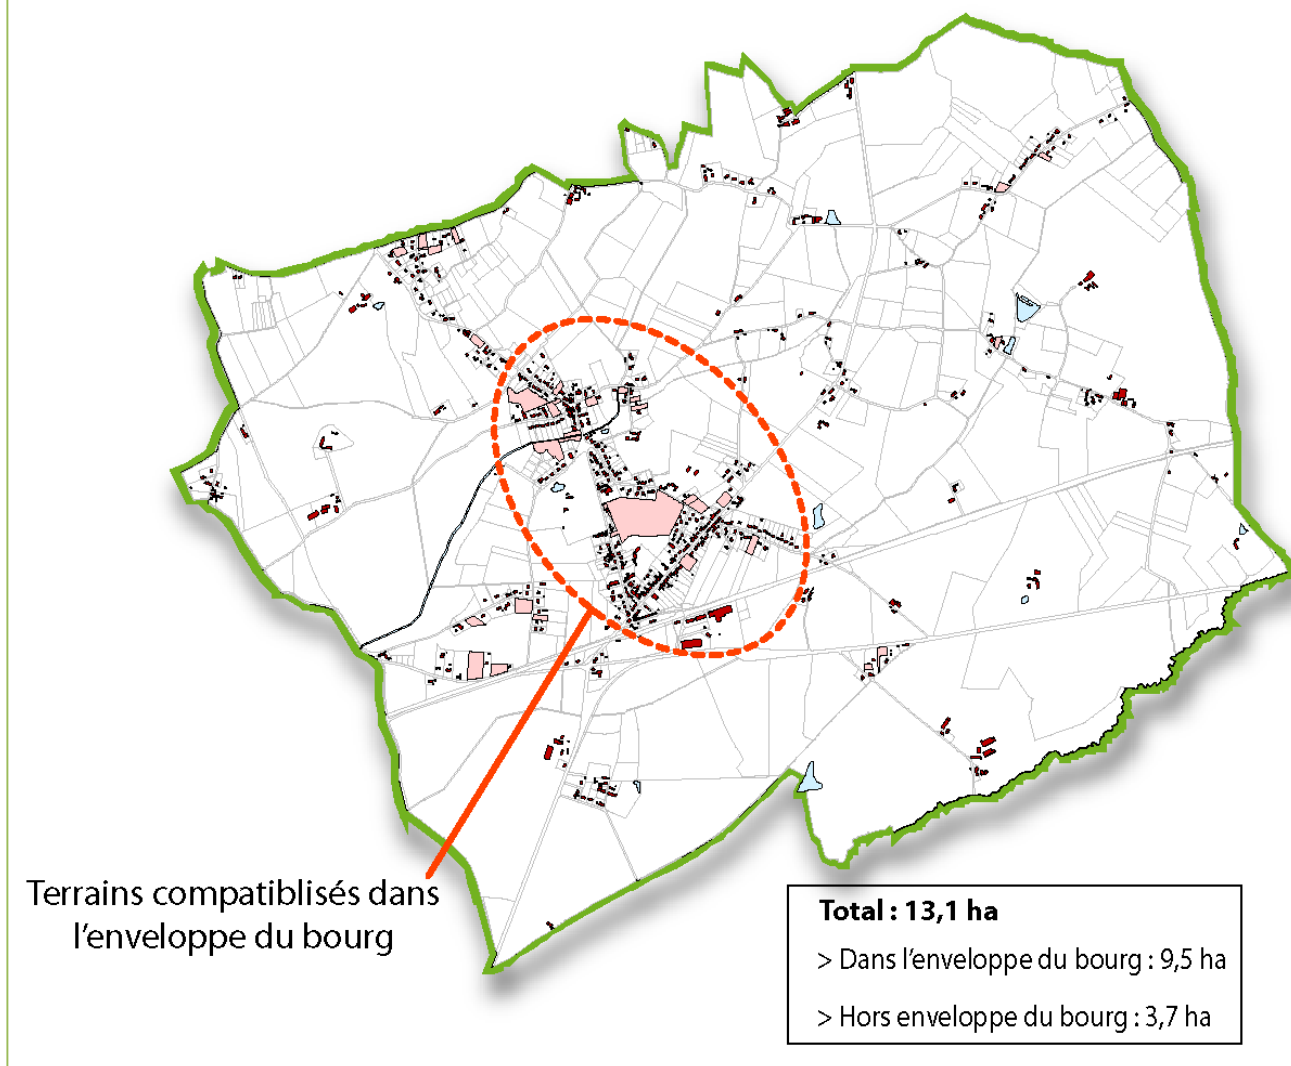 Terrains compatiblisés dans
l’enveloppe du bourg
Total : 13,1 ha
> Dans l’enveloppe du bourg : 9,5 ha
> Hors enveloppe du bourg : 3,7 ha